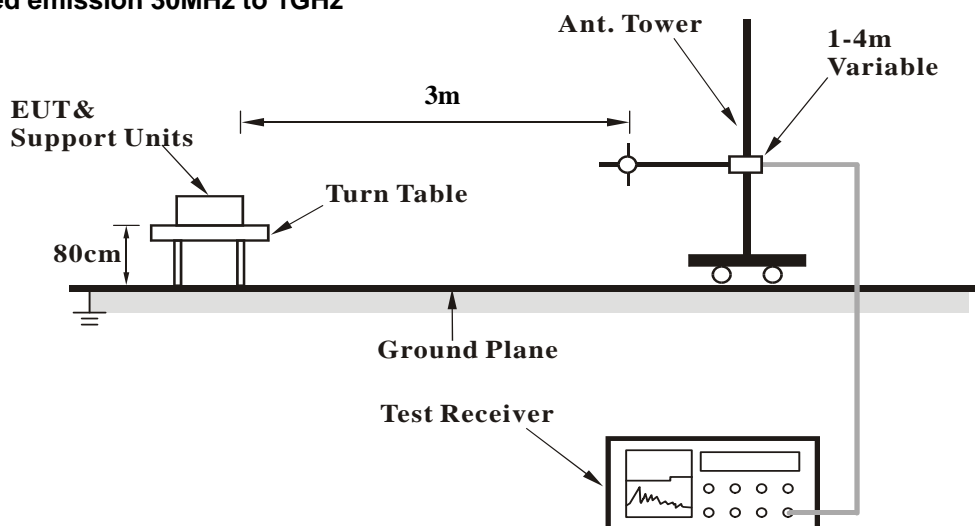 ed emission 30MHz to 1GHz
Ant. Tower
1-4m
Variable
3m
EUT&
Support Units
Turn Table
80cm
Ground Plane
Test Receiver